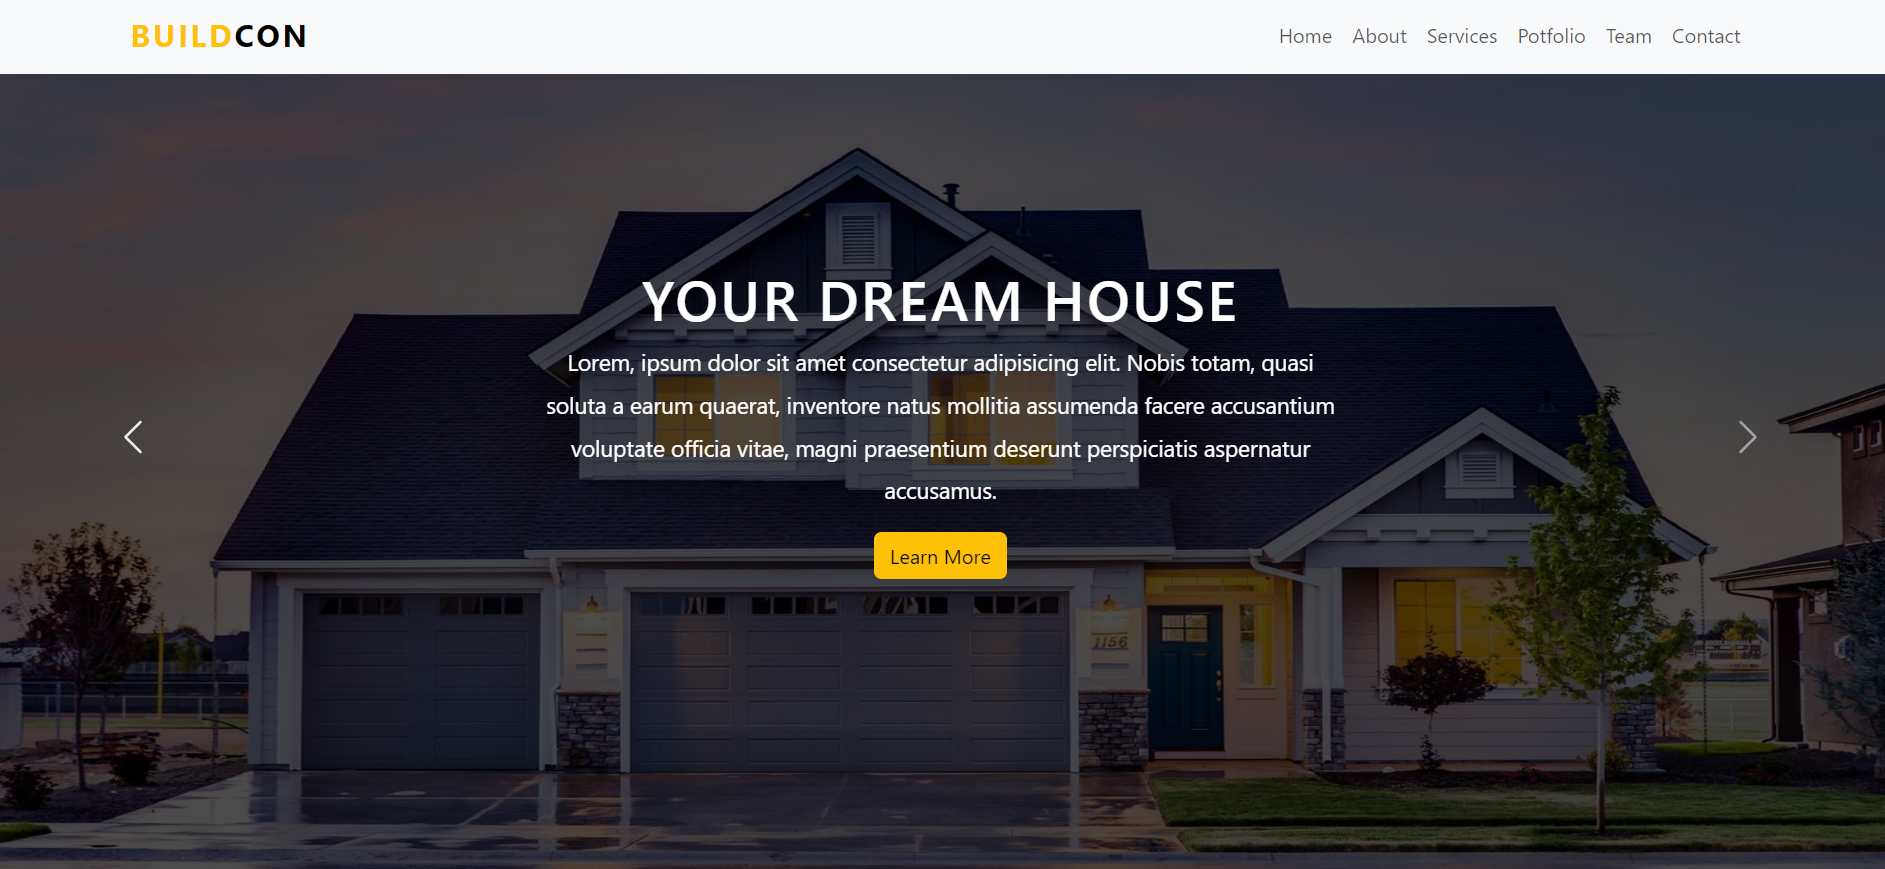 BUILDCON
Home About Services Potfolio Team Contact
YOUR DREAM HOUSE
Lorem, ipsum dolor sit amet consectetur adipisicing elit. Nobis totam, quasi
soluta a earum quaerat, inventore natus mollitia assumenda facere accusantium
voluptate officia vitae, magni praesentium deserunt perspiciatis aspernatur
accusamus.
Learn More
1156